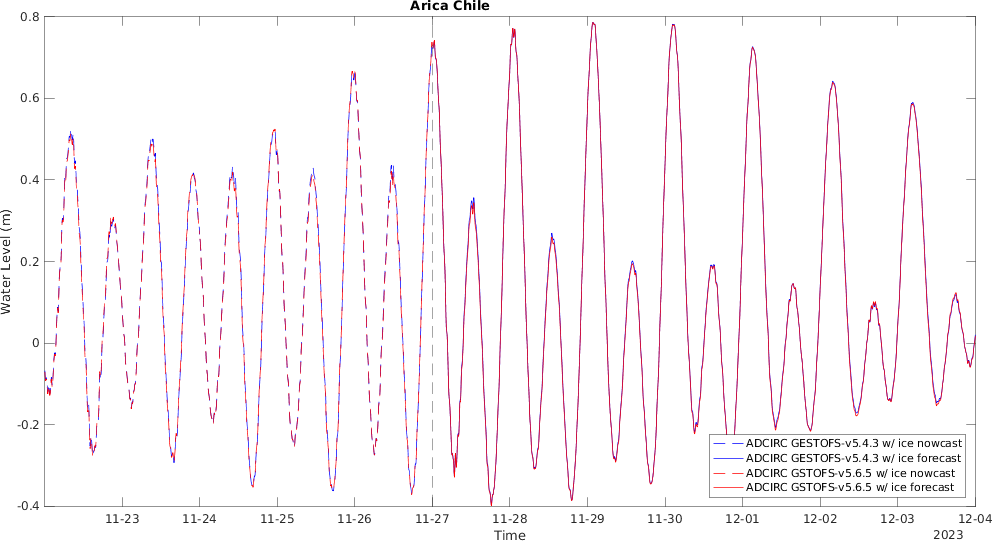 Arica Chile
0.8
0.6
0.4
0.2
0
-0.2
-0.4
Water Level (m)
ADCIRC GESTOFS-v5.4.3 w/ ice nowcast
ADCIRC GESTOFS-v5.4.3 w/ ice forecast
ADCIRC GSTOFS-v5.6.5 w/ ice nowcast
ADCIRC GSTOFS-v5.6.5 w/ ice forecast
11-23 11-24 11-25 11-26 11-27 11-28 11-29 11-30 12-01 12-02 12-03 12-04
Time
2023